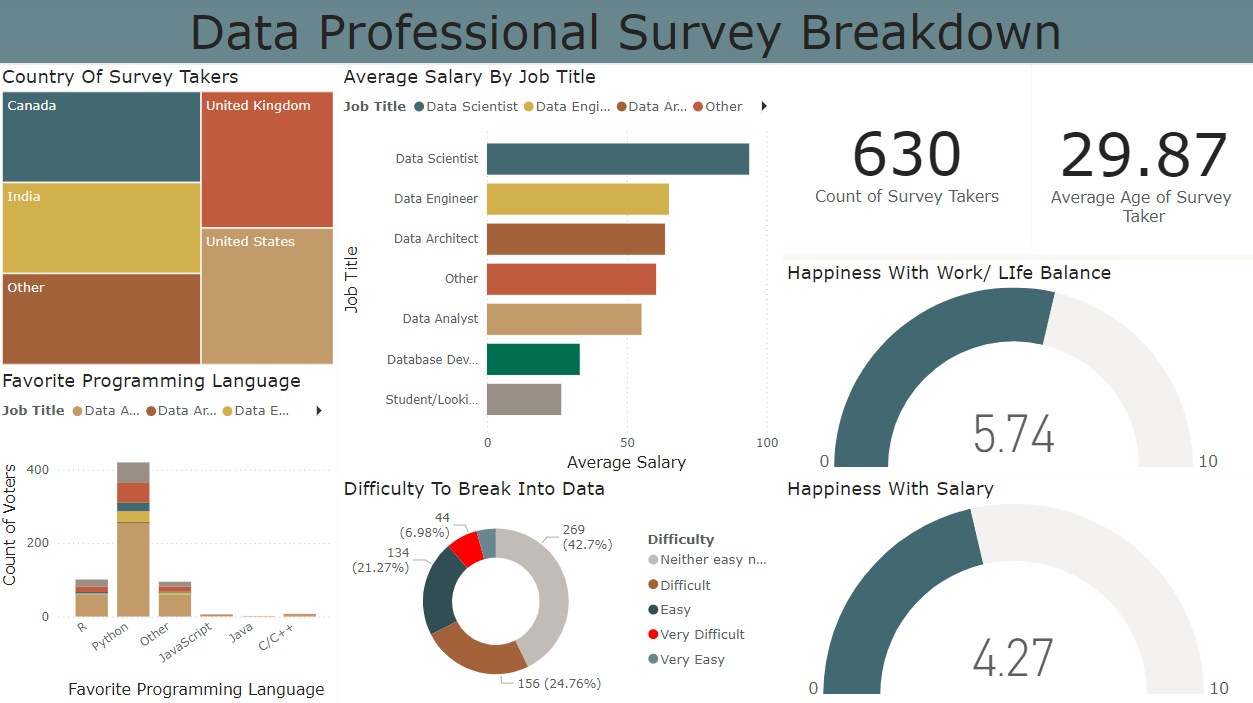 Data Professional Survey Breakdown
Country Of Survey Takers
Canada
United Kingdom
India
United States
Other
Average Salary By Job Title
Job Title Data Scientist Data Engi... Data Ar... Other
Job Title
Data Scientist
Data Engineer
Data Architect
Other
Data Analyst
Database Dev...
Student/Looki...
0 50 100
Average Salary
630
Count of Survey Takers
29.87
Average Age of Survey
Taker
Happiness With Work/ LIfe Balance
5.74
0 10
Favorite Programming Language
Job Title Data A... Data Ar... Data E...
Count of Voters
400
200
0
R Python Other JavaScript Java C/C++
Favorite Programming Language
Difficulty To Break Into Data
44
(6.98%)
269
(42.7%)
134
(21.27%)
156 (24.76%)
Difficulty
Neither easy n...
Difficult
Easy
Very Difficult
Very Easy
Happiness With Salary
4.27
0 10